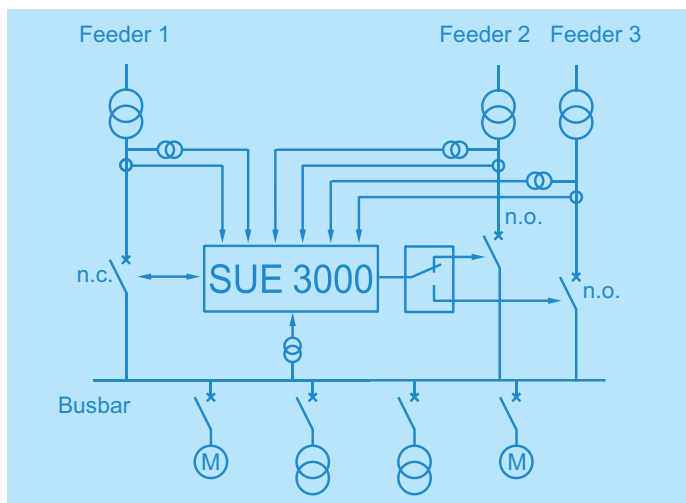 Feeder 1
Feeder 2
Feeder 3
n.o.
n.c.
SUE 3000
n.o.
Busbar
M
M